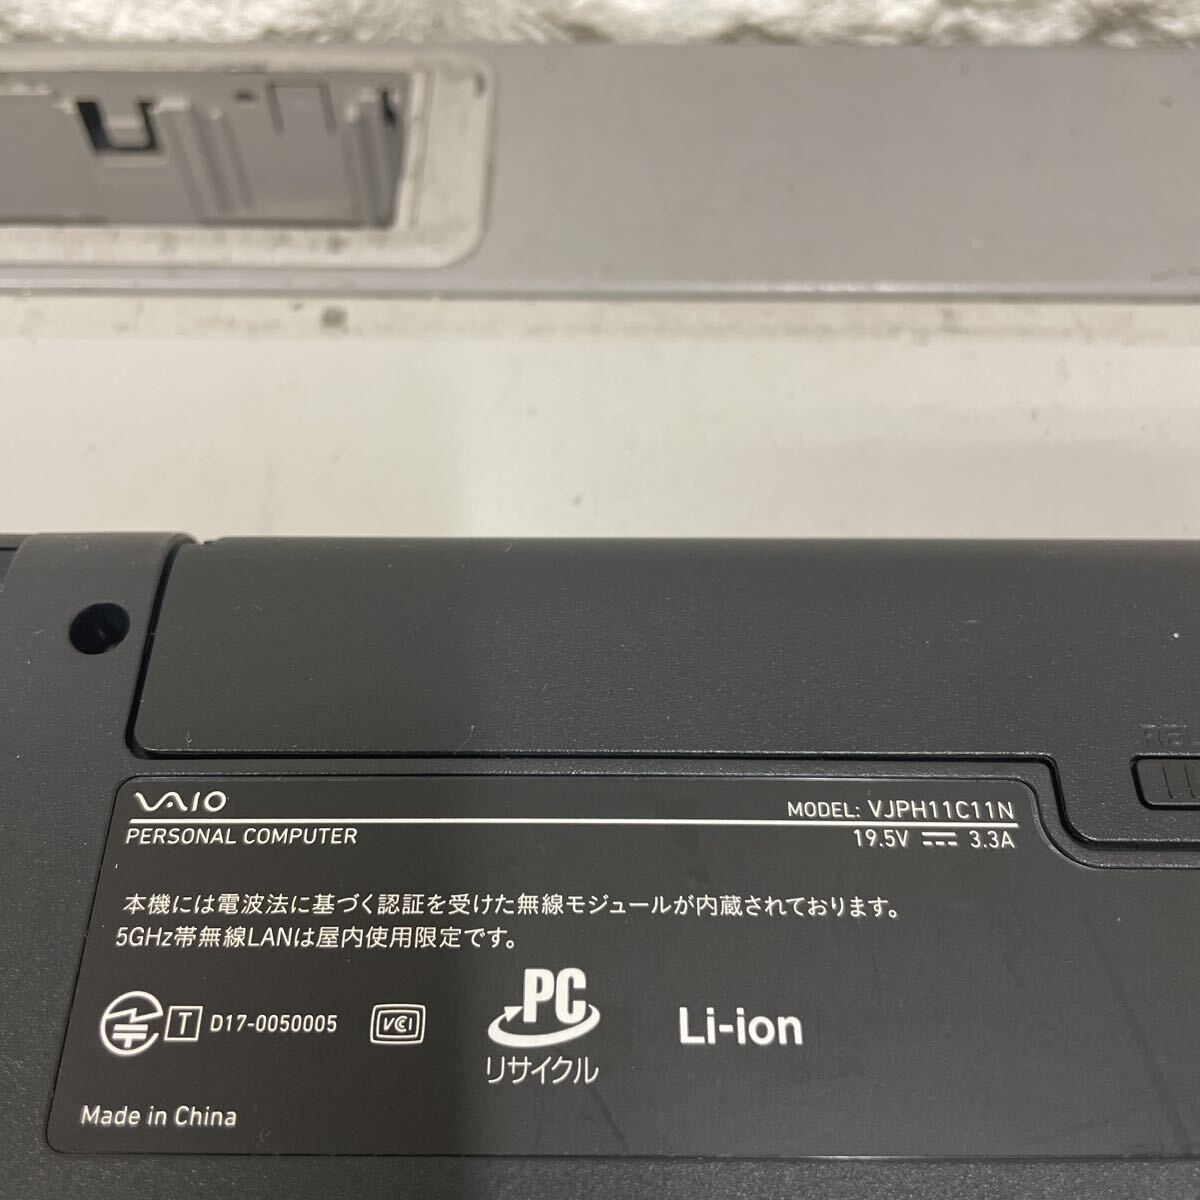 VAIO
MODEL: VJPH11C11N
PERSONAL COMPUTER
19.5V 3.3A
本機には電波法に基づく認証を受けた無線モジュールが内蔵されております。
5GHz帯無線LANは屋内使用限定です。
T D17-0050005
VCI
PC
リサイクル
Li-ion
Made in China